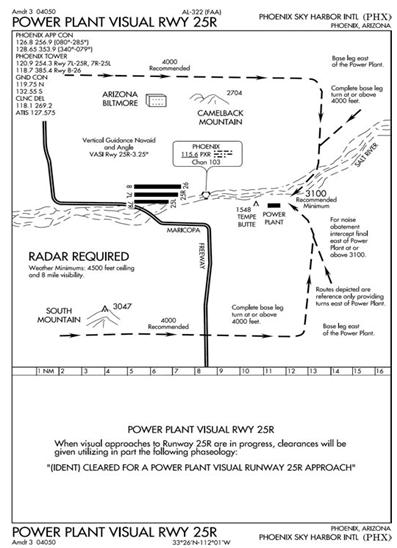 Amdt 3 04050
AL-322 (FAA)
POWER PLANT VISUAL RWY 25R
PHOENIX SKY HARBOR INTL (PHX)
PHOENIX, ARIZONA
PHOENIX APP CON
126.8 256.9 (080°-285°)
128.65 353.9 (340°-079°)
PHOENIX TOWER
120.9 254.3 Rwy 7L-25R, 7R-25L
118.7 385.4 Rwy 8-26
GND CON
119.75 N
132.55 S
CLNC DEL
118.1 269.2
ATIS 127.575
4000
Recommended
Base leg
east of the
Power Plant.
ARIZONA
BILTMORE
2704
CAMELBACK
MOUNTAIN
Complete base leg
turn at or above
4000 feet.
Vertical Guidance Navaid
and Angle
VASI Rwy 25R-3.25°
PHOENIX
115.6 PXR
Chan 103
SALT RIVER
8
26
7L
25R
7R
25L
3100
Recommended
Minimum
1548
TEMPE
BUTTE
POWER
PLANT
MARICOPA
FREEWAY
For noise
abatement
intercept final
east of Power
Plant at or
above 3100.
RADAR REQUIRED
Weather Minimums: 4500 feet ceiling
and 8 mile visibility.
Routes depicted are
reference only providing
turns east of Power Plant.
SOUTH
MOUNTAIN
3047
4000
Recommended
Complete base leg
turn at or above
4000 feet.
Base leg east
of Power Plant.
1 NM 2 3 4 5 6 7 8 9 10 11 12 13 14 15 16
POWER PLANT VISUAL RWY 25R
When visual approaches to Runway 25R are in progress, clearances will be
given utilizing in part the following phaseology:
"(IDENT) CLEARED FOR A POWER PLANT VISUAL RUNWAY 25R APPROACH"
POWER PLANT VISUAL RWY 25R
Amdt 3 04050
33°26'N-112°01'W
PHOENIX, ARIZONA
PHOENIX SKY HARBOR INTL (PHX)